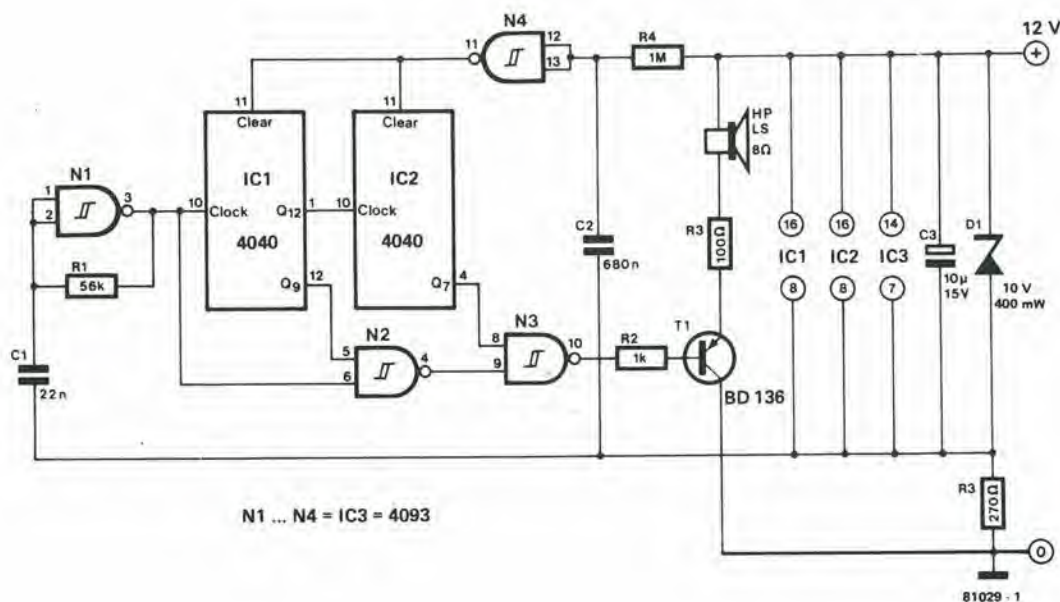 N4
11
12
13
R4
1M
12 V
+
11
Clear
11
Clear
HP
LS
8Ω
N1
1
2
3
10
Clock
IC1
4040
Q12
1
10
Clock
IC2
4040
R1
56k
Q9
12
Q7
4
C2
680n
R3
100Ω
16
IC1
8
16
IC2
8
14
IC3
7
C3
10µ
15V
D1
10 V
400 mW
N2
5
6
4
N3
8
9
10
R2
1k
T1
BD 136
C1
22n
R3
270Ω
N1 ... N4 = IC3 = 4093
0
81029 - 1